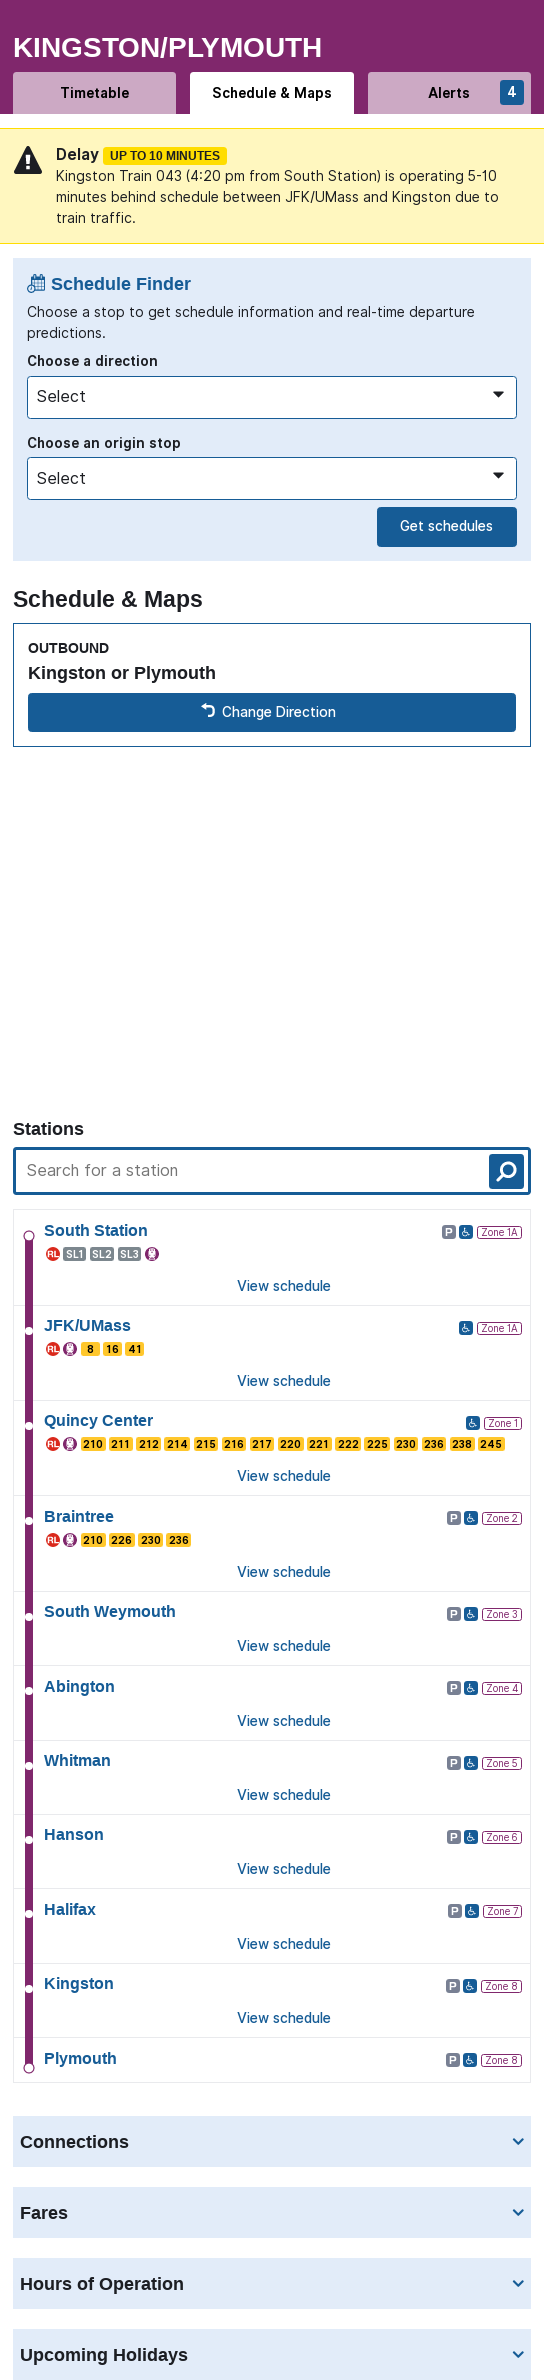 KINGSTON/PLYMOUTH
Timetable
Schedule & Maps
Alerts
4
Delay UP TO 10 MINUTES
Kingston Train 043 (4:20 pm from South Station) is operating 5-10
minutes behind schedule between JFK/UMass and Kingston due to
train traffic.
Schedule Finder
Choose a stop to get schedule information and real-time departure
predictions.
Choose a direction
Select
Choose an origin stop
Select
Get schedules
Schedule & Maps
OUTBOUND
Kingston or Plymouth
Change Direction
Stations
Search for a station
South Station P Zone 1A
RL SL1 SL2 SL3
View schedule
JFK/UMass Zone 1A
RL 8 16 41
View schedule
Quincy Center Zone 1
RL 210 211 212 214 215 216 217 220 221 222 225 230 236 238 245
View schedule
Braintree P Zone 2
RL 210 226 230 236
View schedule
South Weymouth P Zone 3
View schedule
Abington P Zone 4
View schedule
Whitman P Zone 5
View schedule
Hanson P Zone 6
View schedule
Halifax P Zone 7
View schedule
Kingston P Zone 8
View schedule
Plymouth P Zone 8
Connections
Fares
Hours of Operation
Upcoming Holidays